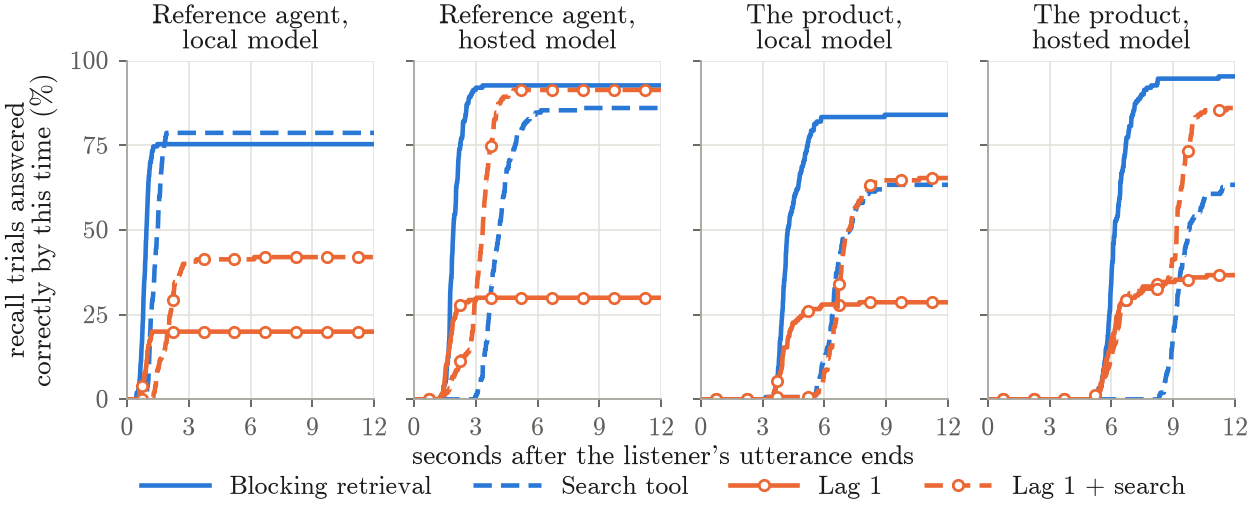 Reference agent,
local model
Reference agent,
hosted model
The product,
local model
The product,
hosted model
recall trials answered
correctly by this time (%)
100
75
50
25
0
0 3 6 9 12
0 3 6 9 12
0 3 6 9 12
0 3 6 9 12
seconds after the listener's utterance ends
Blocking retrieval
Search tool
Lag 1
Lag 1 + search